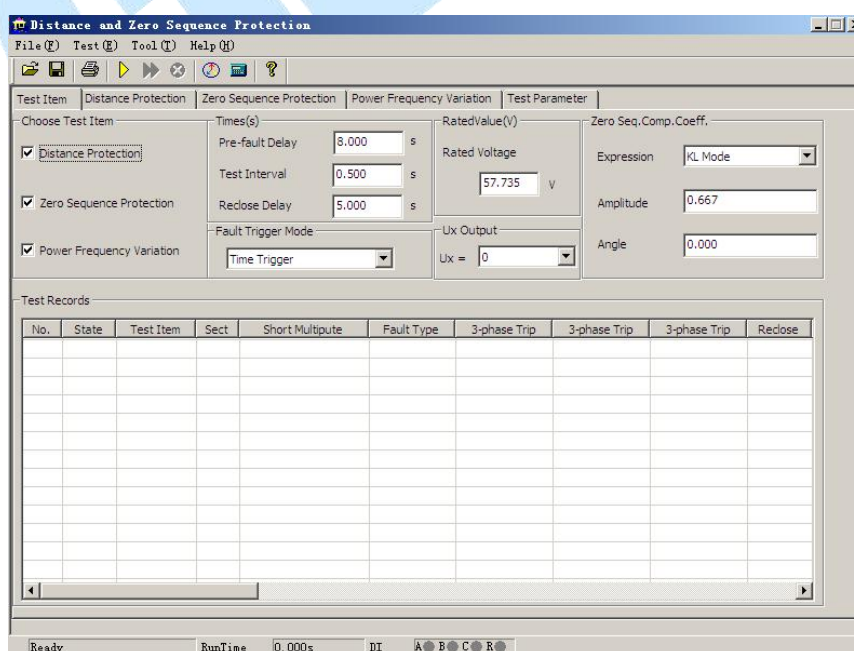 Distance and Zero Sequence Protection
File(F) Test(E) Tool(T) Help(H)
Test Item Distance Protection Zero Sequence Protection Power Frequency Variation Test Parameter
Choose Test Item
Distance Protection
Zero Sequence Protection
Power Frequency Variation
Times(s)
Pre-fault Delay 8.000 s
Test Interval 0.500 s
Reclose Delay 5.000 s
Fault Trigger Mode
Time Trigger
RatedValue(V)
Rated Voltage
57.735 V
Ux Output
Ux = 0
Zero Seq.Comp.Coeff.
Expression KL Mode
Amplitude 0.667
Angle 0.000
Test Records
No. State Test Item Sect Short Multipute Fault Type 3-phase Trip 3-phase Trip 3-phase Trip Reclose
Ready RunTime 0.000s DI A B C R